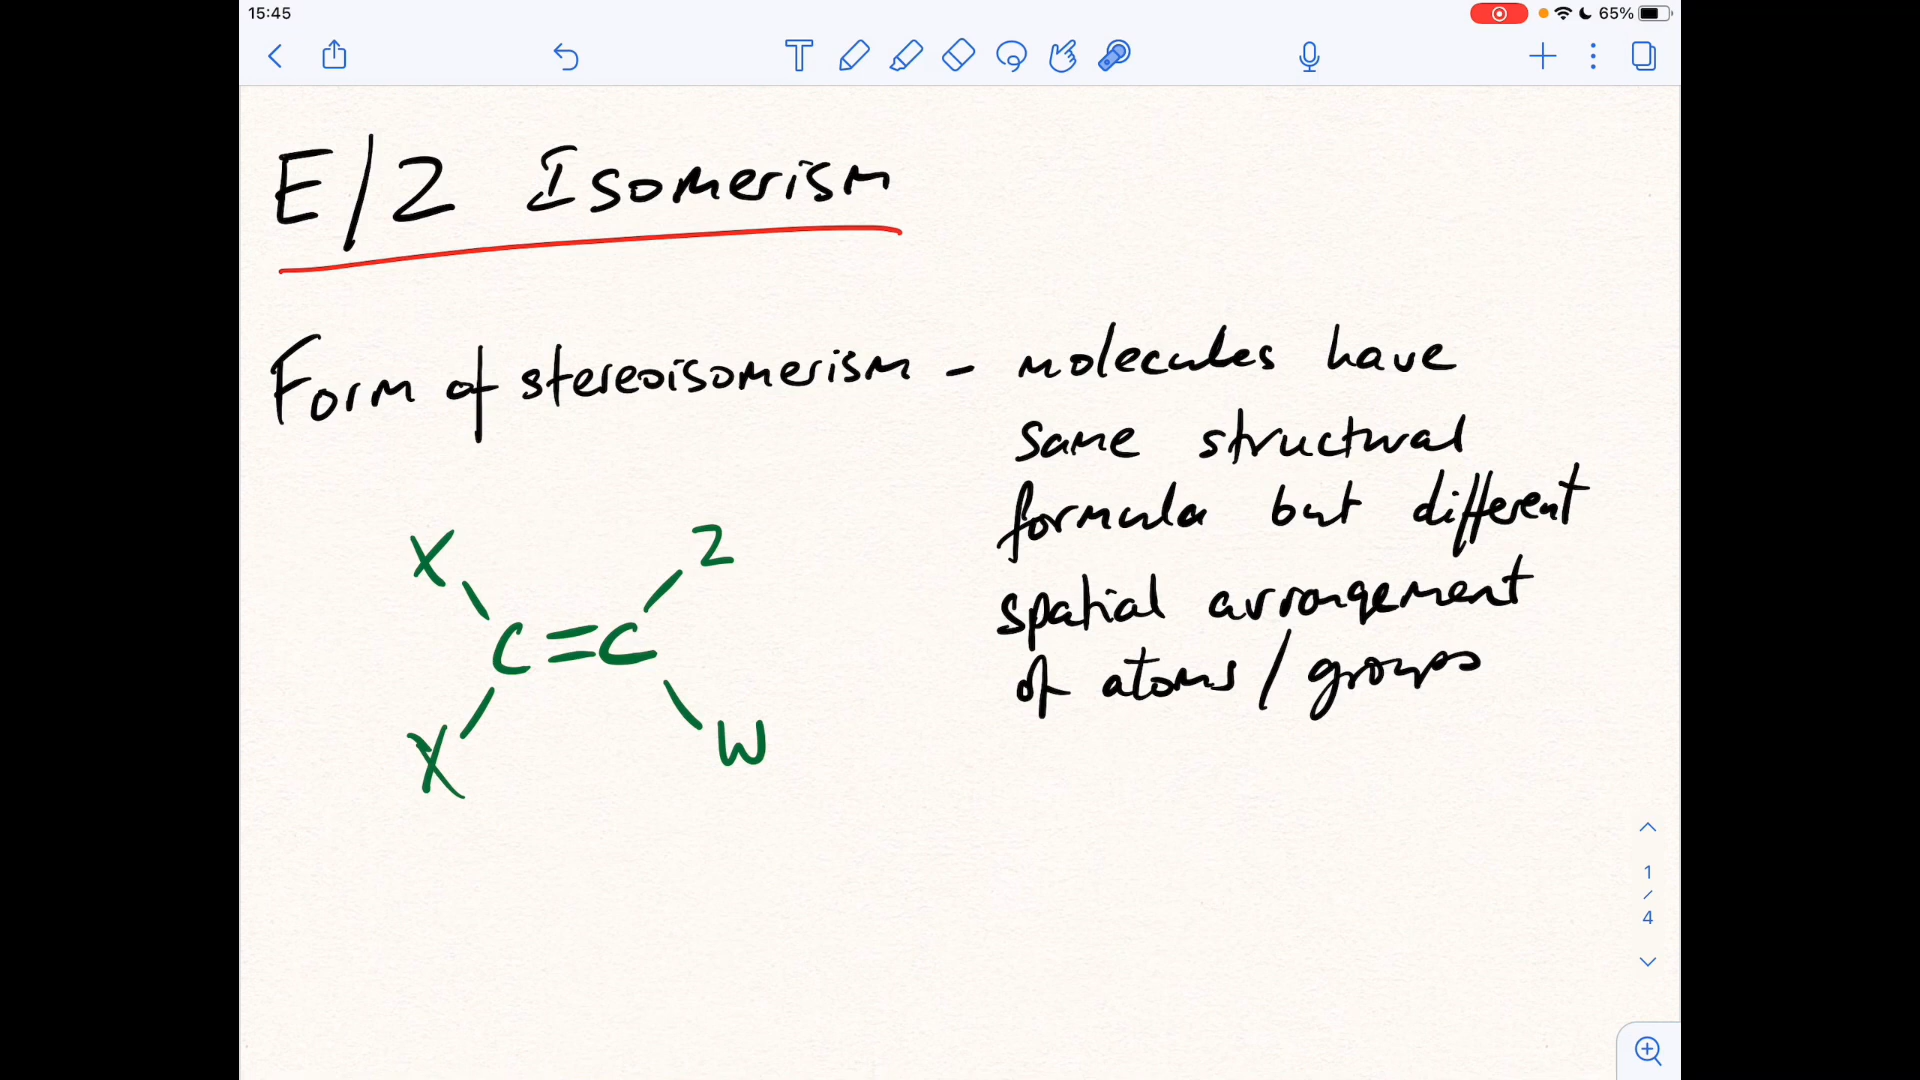 15:45
65%
E/Z Isomerism
Form of stereoisomerism - molecules have
same structural
formula but different
spatial arrangement
of atoms / groups
X Z
C=C
X W
1
/
4